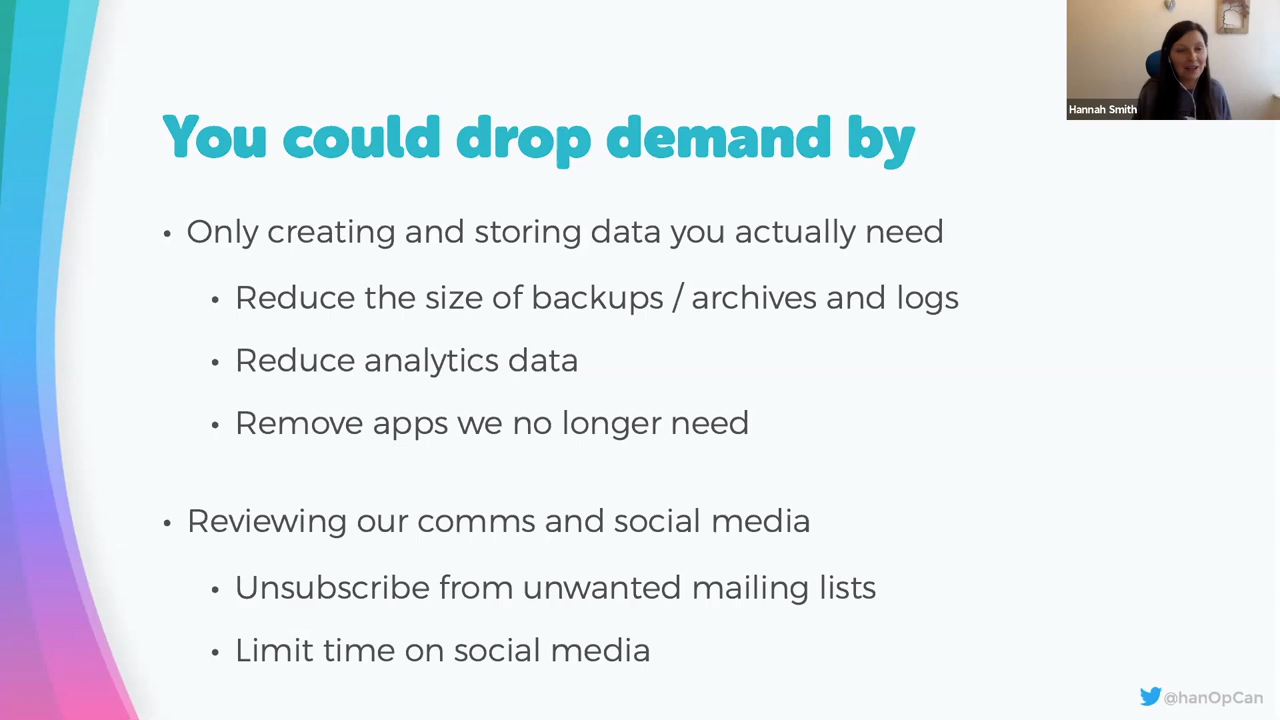 Hannah Smith
You could drop demand by
• Only creating and storing data you actually need
• Reduce the size of backups / archives and logs
• Reduce analytics data
• Remove apps we no longer need
• Reviewing our comms and social media
• Unsubscribe from unwanted mailing lists
• Limit time on social media
@hanOpCan